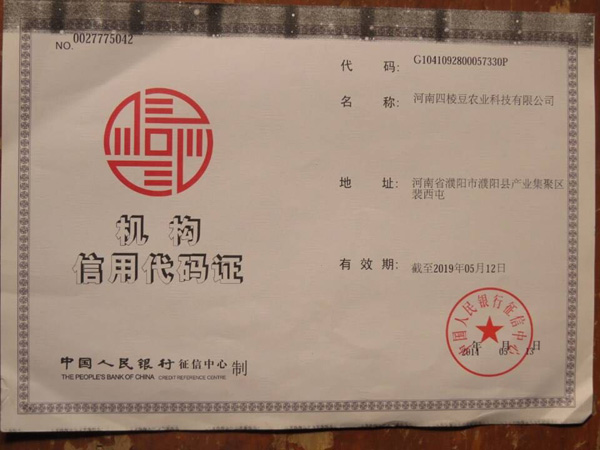 NO. 0027775042
代 码: G1041092800057330P
名 称: 河南四棱豆农业科技有限公司
地 址: 河南省濮阳市濮阳县产业集聚区
裴西屯
机 构
信用代码证
有 效 期: 截至2019年05月12日
中国人民银行征信中心
年 月 日
2014 05 13
中国人民银行征信中心 制
THE PEOPLE'S BANK OF CHINA CREDIT REFERENCE CENTRE